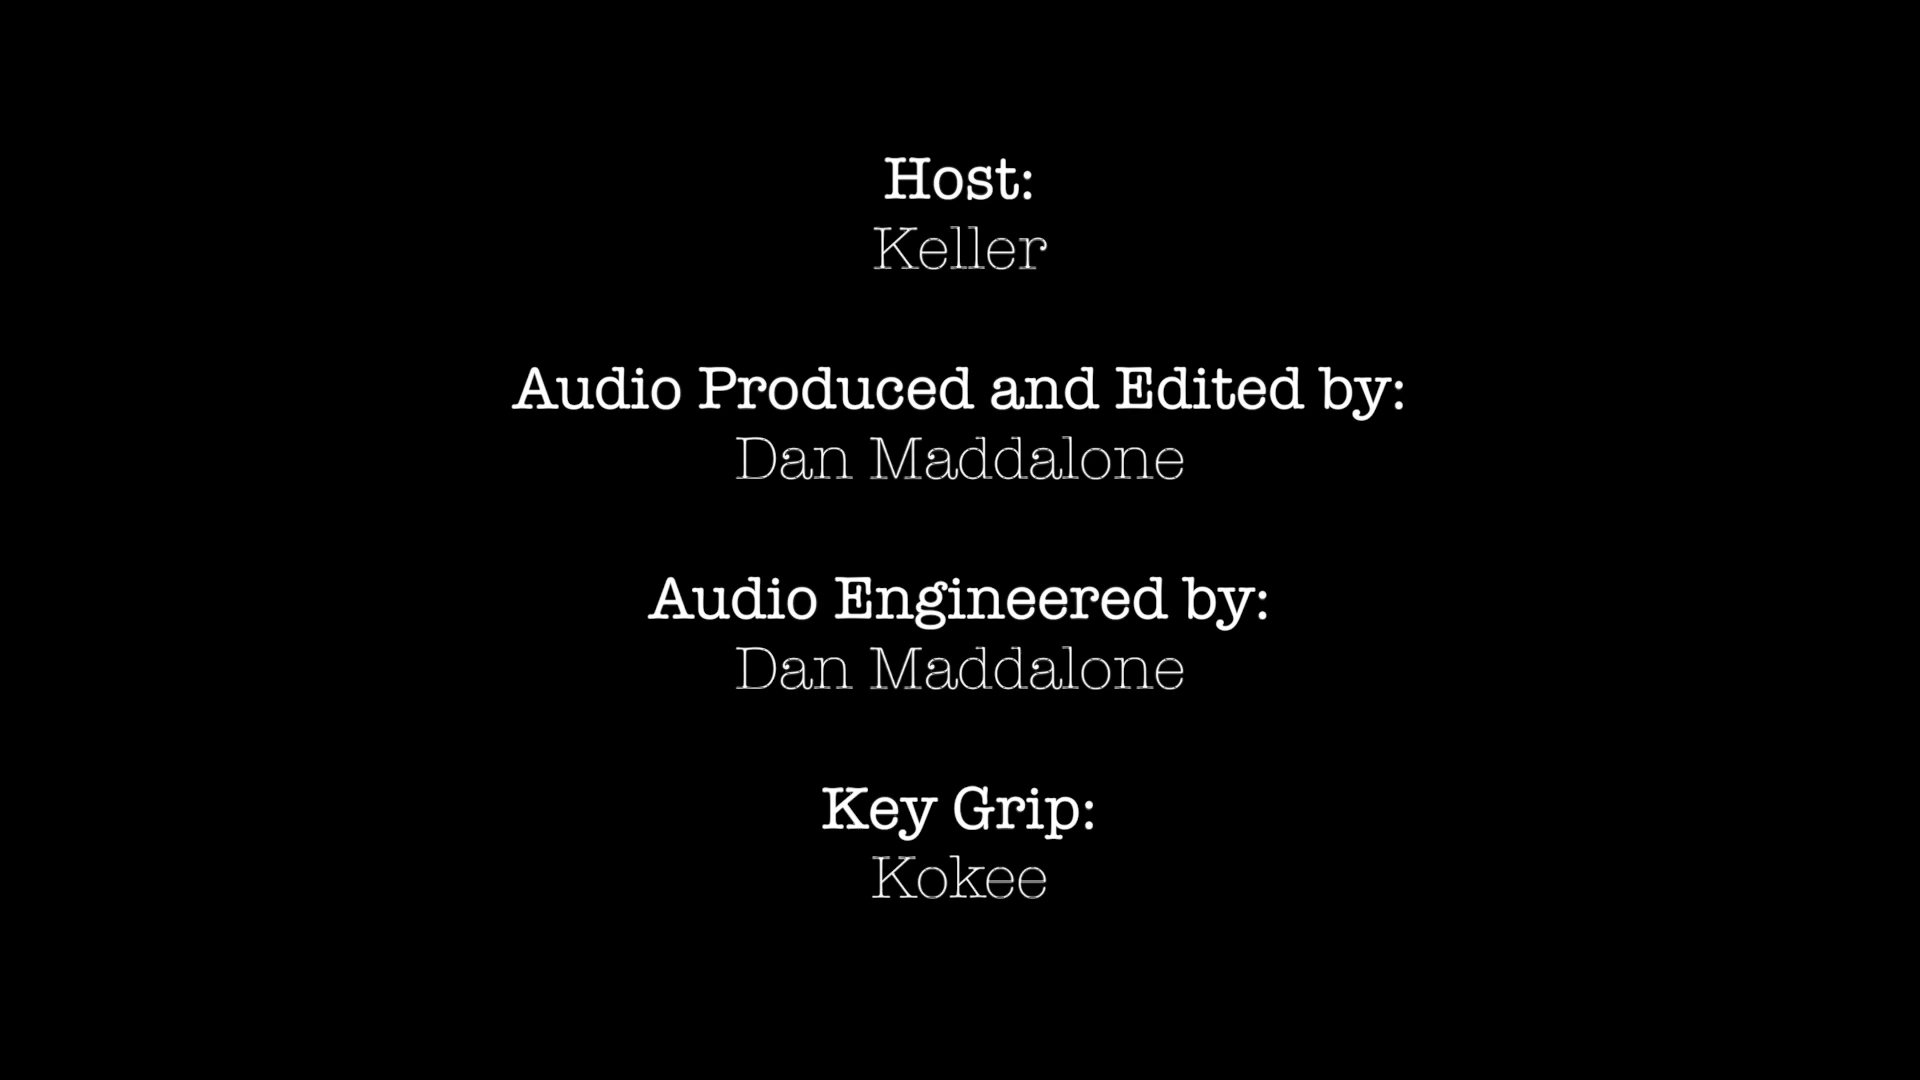 Host:
Keller
Audio Produced and Edited by:
Dan Maddalone
Audio Engineered by:
Dan Maddalone
Key Grip:
Kokee